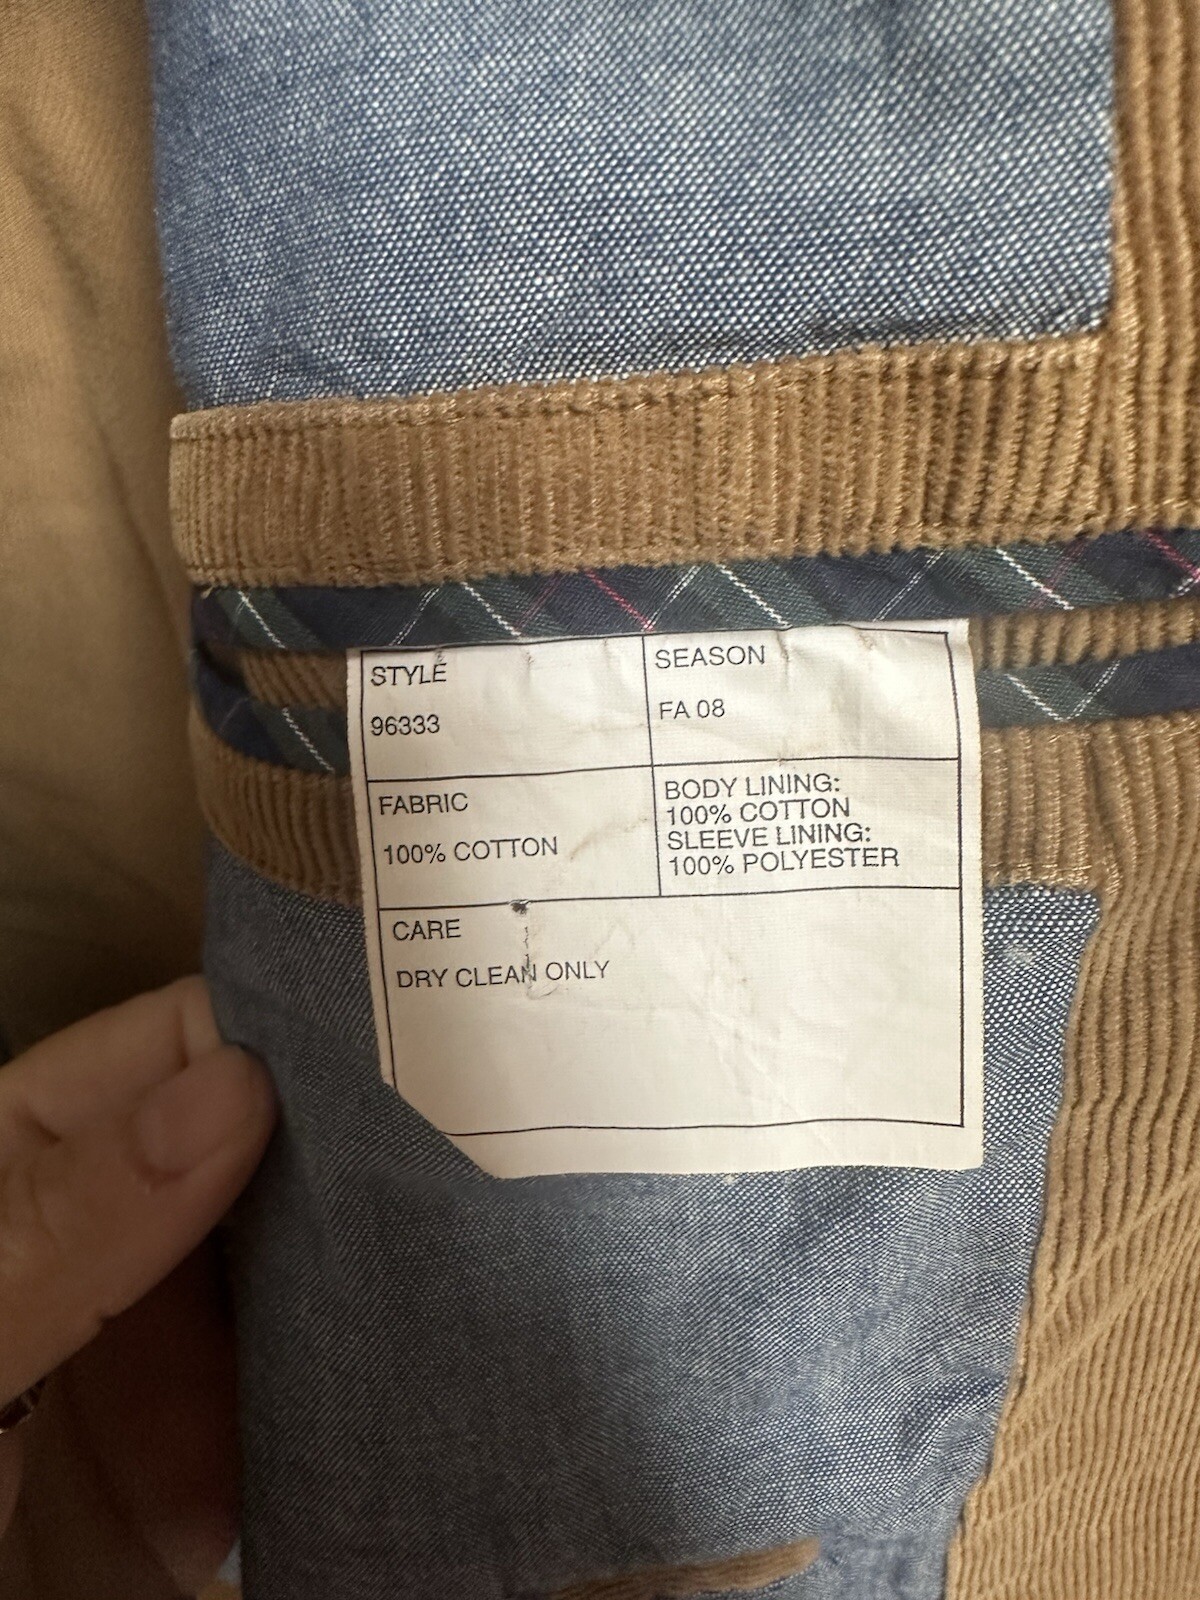 STYLE
96333
SEASON
FA 08
FABRIC
100% COTTON
BODY LINING:
100% COTTON
SLEEVE LINING:
100% POLYESTER
CARE
DRY CLEAN ONLY